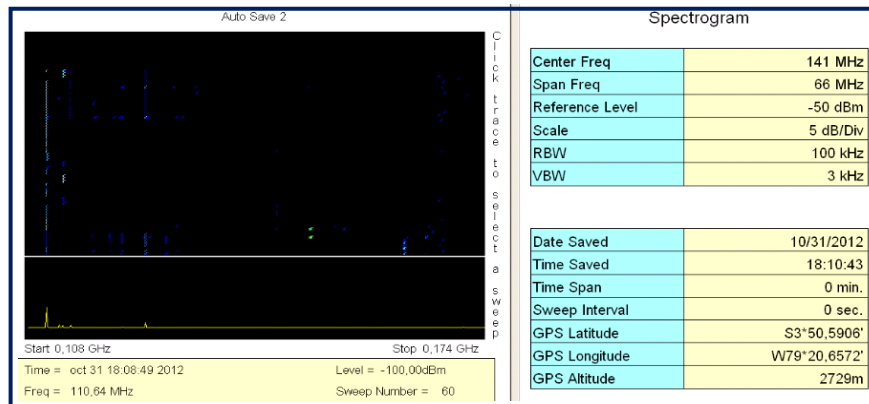 Auto Save 2
Click trace to select a sweep
Start 0,108 GHz
Stop 0,174 GHz
Time = oct 31 18:08:49 2012
Level = -100,00dBm
Freq = 110,64 MHz
Sweep Number = 60
Spectrogram
Center Freq 141 MHz
Span Freq 66 MHz
Reference Level -50 dBm
Scale 5 dB/Div
RBW 100 kHz
VBW 3 kHz
Date Saved 10/31/2012
Time Saved 18:10:43
Time Span 0 min.
Sweep Interval 0 sec.
GPS Latitude S3*50,5906'
GPS Longitude W79*20,6572'
GPS Altitude 2729m